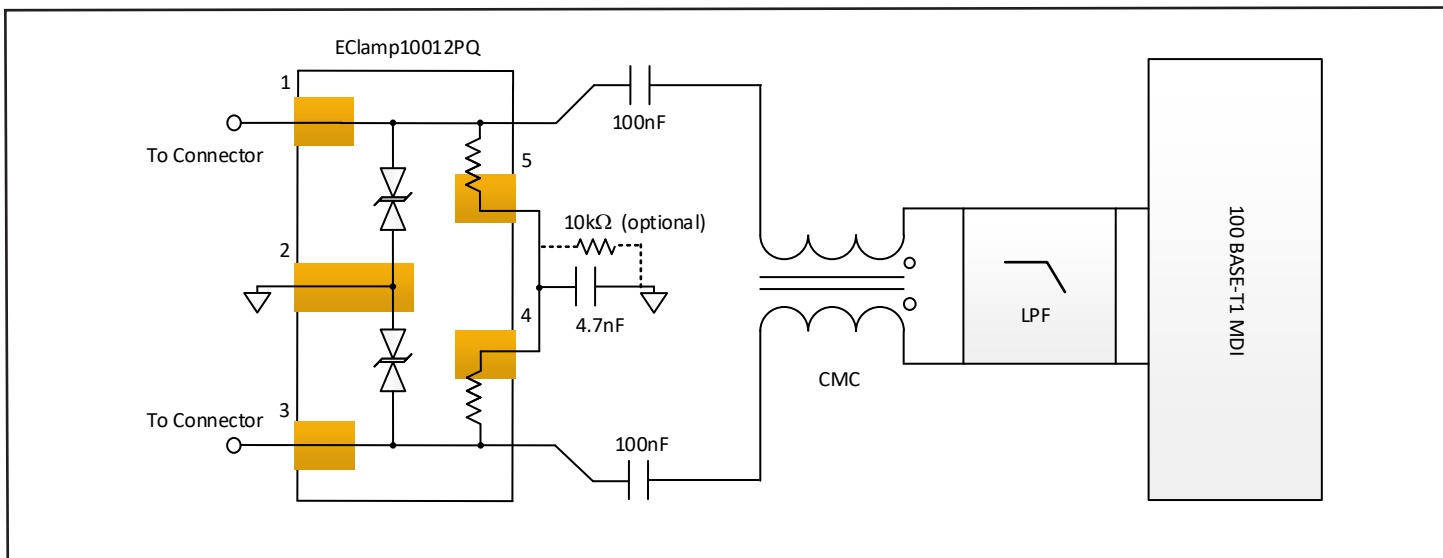 EClamp10012PQ
1
To Connector
100nF
5
10kΩ (optional)
2
4
4.7nF
3
To Connector
100nF
CMC
LPF
100 BASE-T1 MDI